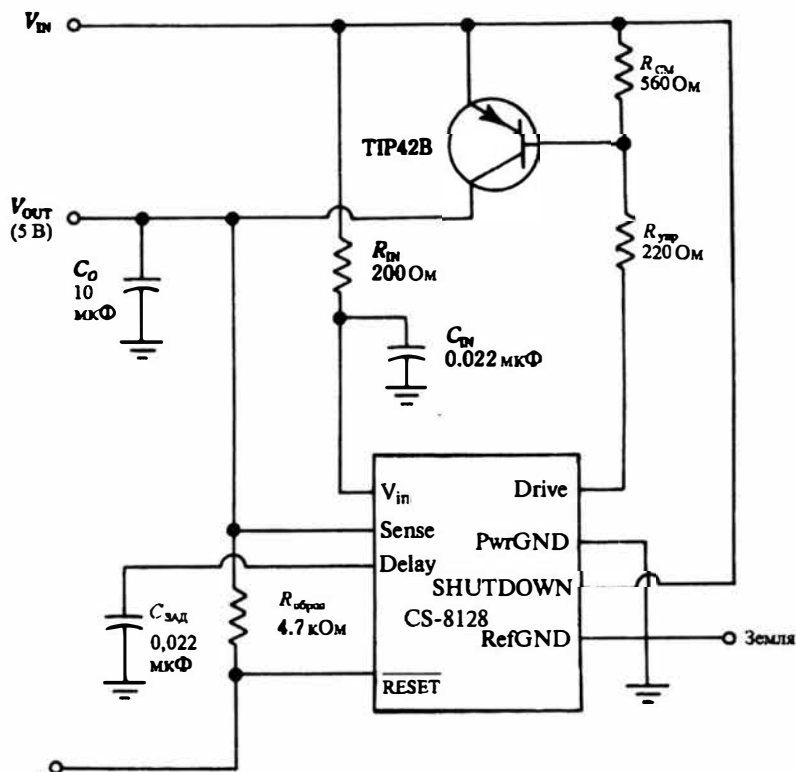 V_IN
R_СМ
560 Ом
TIP42B
V_OUT
(5 В)
R_упр
220 Ом
R_IN
200 Ом
C_O
10
мкФ
C_IN
0.022 мкФ
V_in
Drive
Sense
PwrGND
Delay
SHUTDOWN
CS-8128
RefGND
Земля
C_ЗАД
0,022
мкФ
R
4.7 кОм
RESET